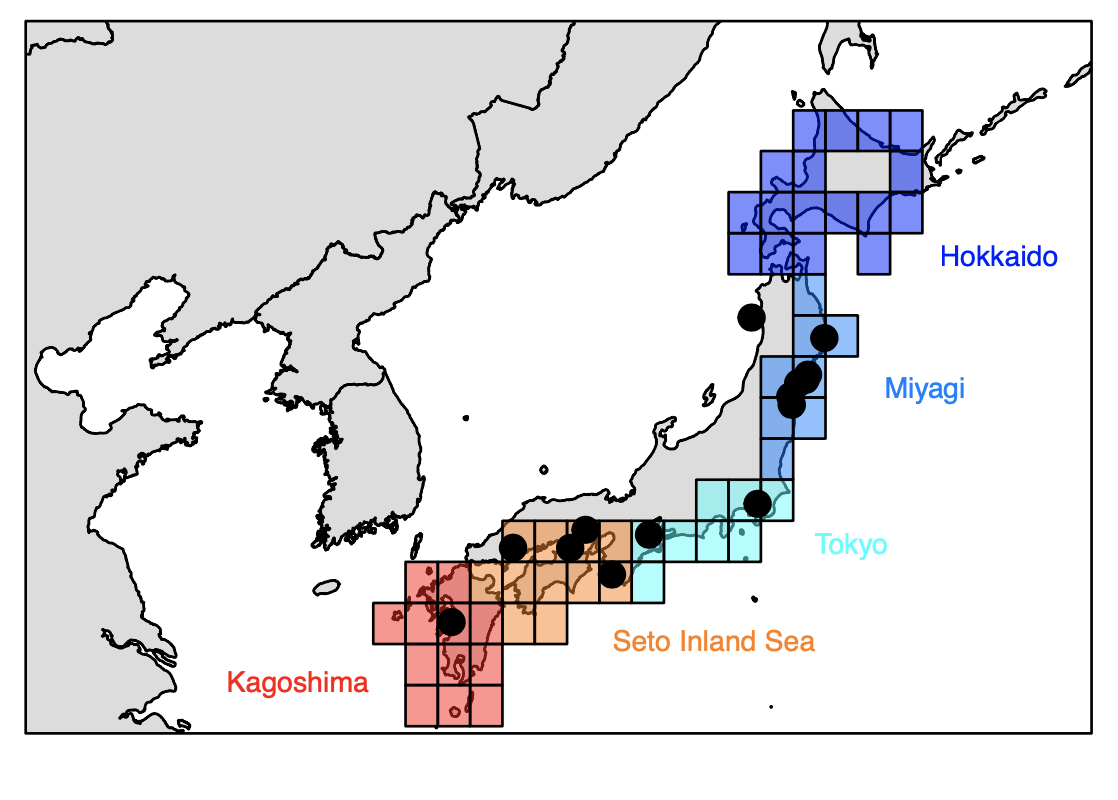 Hokkaido
Miyagi
Tokyo
Seto Inland Sea
Kagoshima